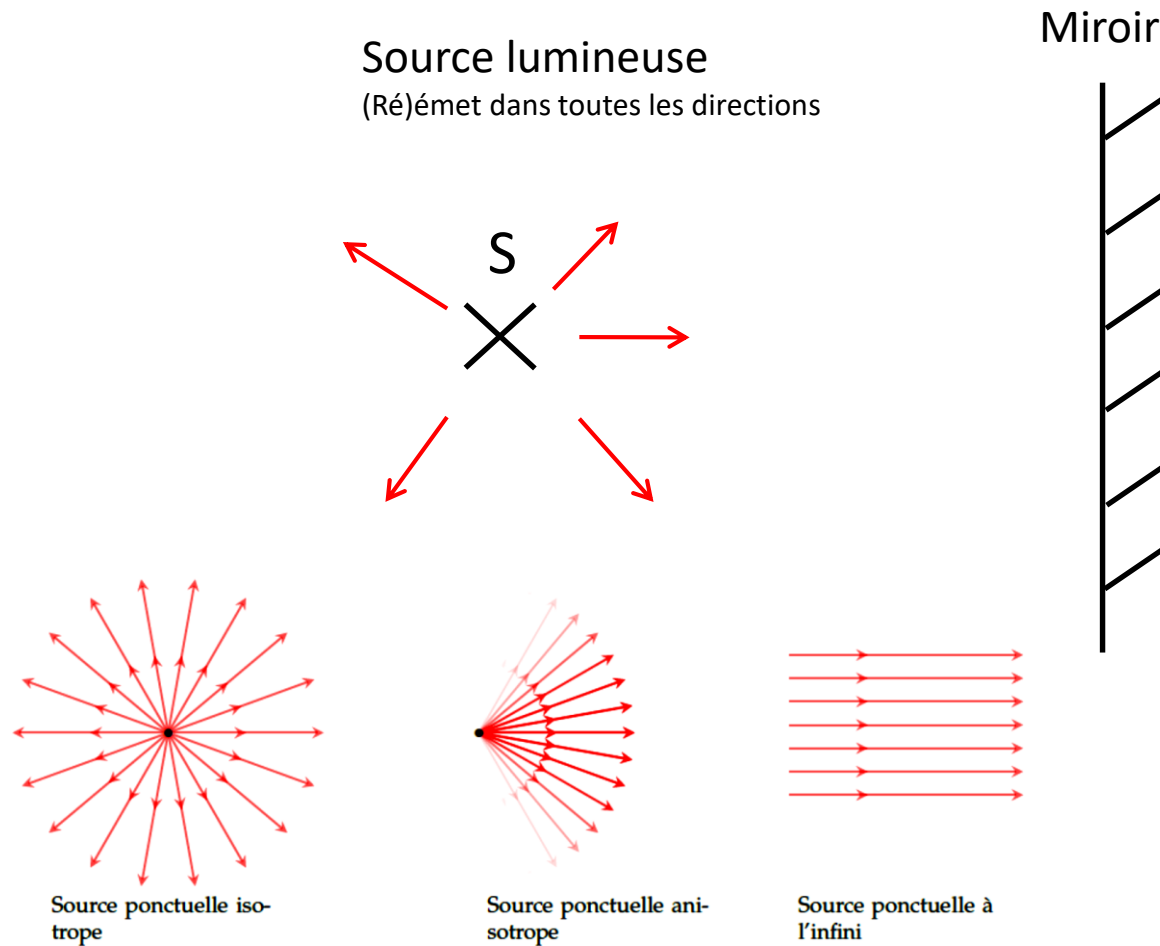 Miroir
Source lumineuse
(Ré)émet dans toutes les directions
S
Source ponctuelle iso-
trope
Source ponctuelle ani-
sotrope
Source ponctuelle à
l'infini